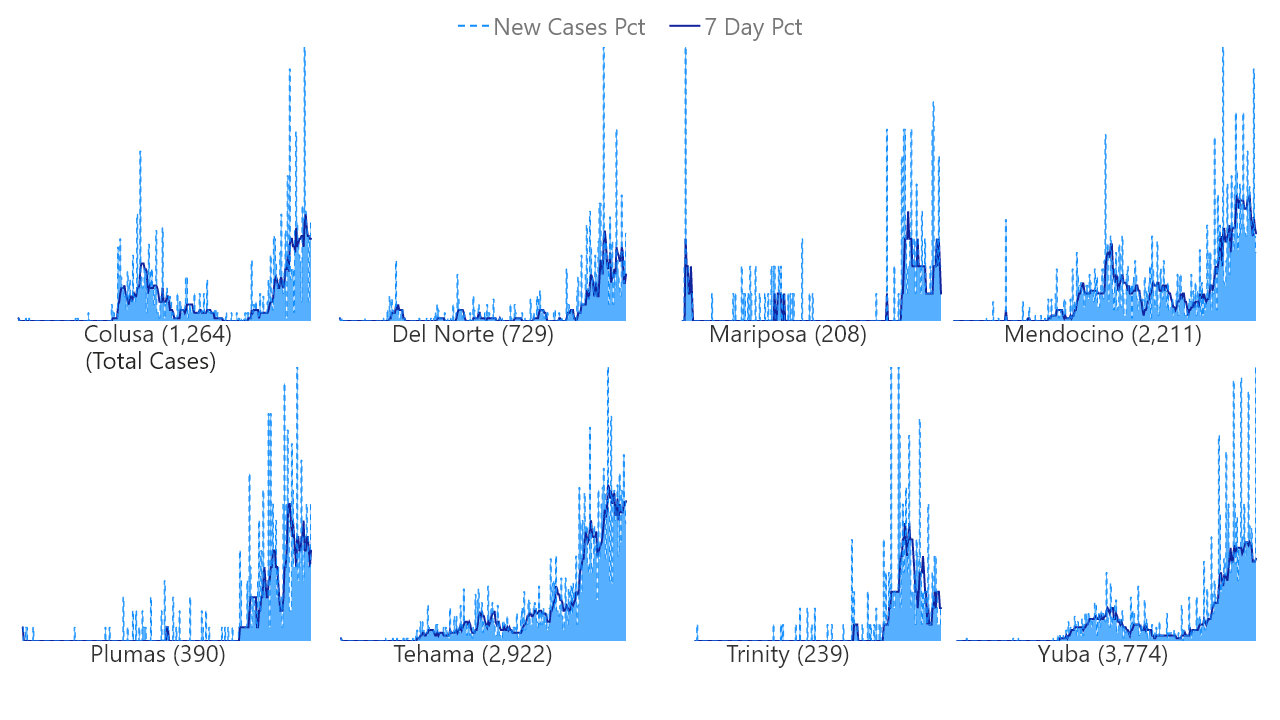 New Cases Pct 7 Day Pct
Colusa (1,264) Del Norte (729) Mariposa (208) Mendocino (2,211)
(Total Cases)
Plumas (390) Tehama (2,922) Trinity (239) Yuba (3,774)